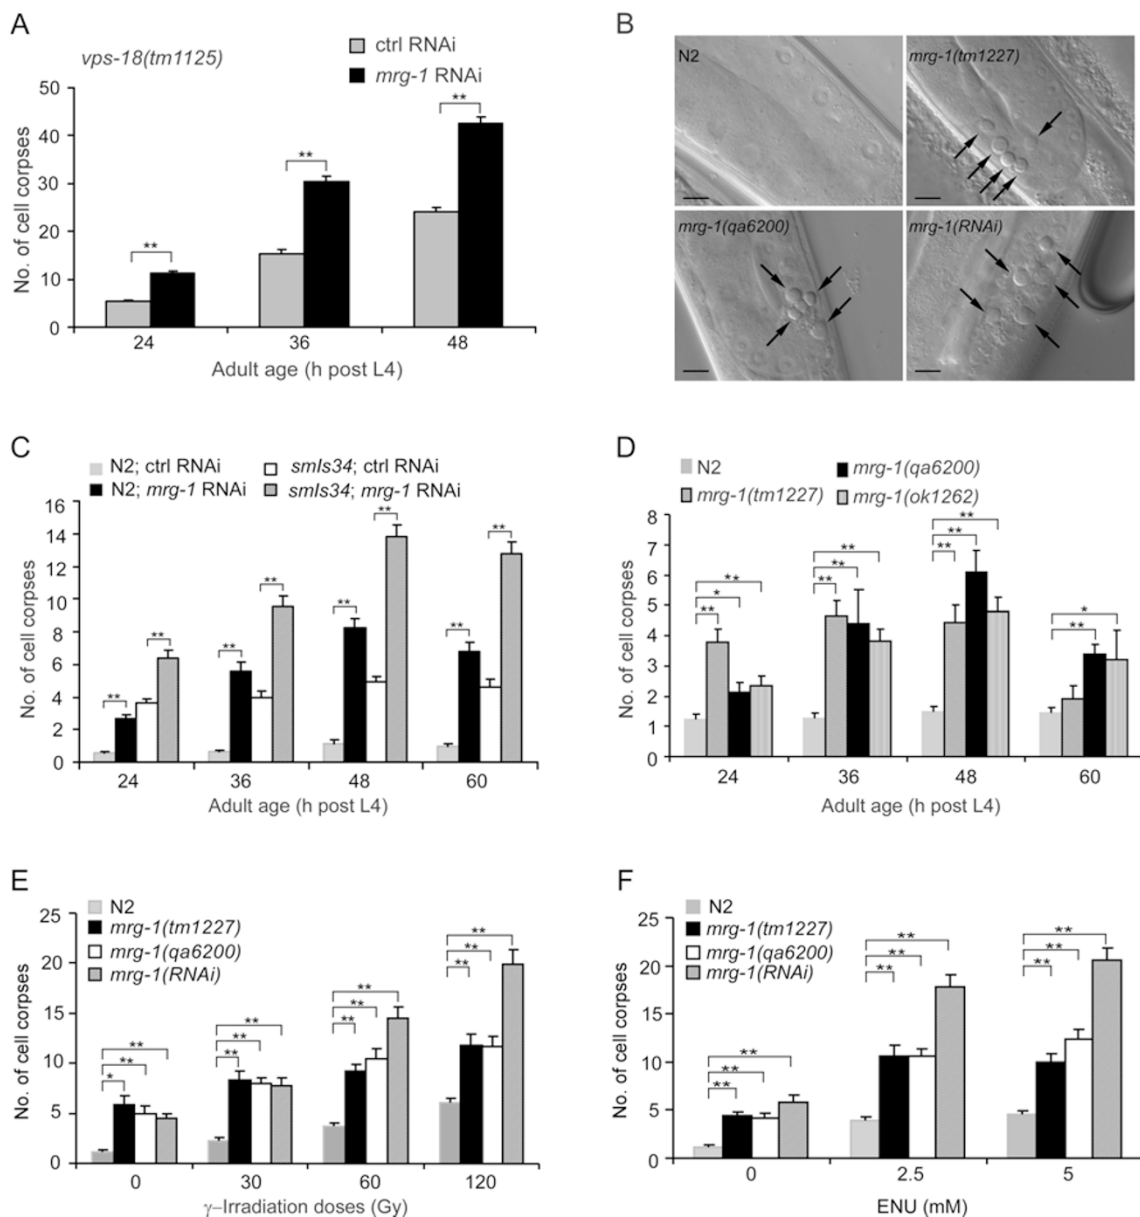 A
vps-18(tm1125)
ctrl RNAi
mrg-1 RNAi
No. of cell corpses
50
40
30
20
10
0
**
**
**
24 36 48
Adult age (h post L4)
B
N2
mrg-1(tm1227)
mrg-1(qa6200)
mrg-1(RNAi)
C
N2; ctrl RNAi
smIs34; ctrl RNAi
N2; mrg-1 RNAi
smIs34; mrg-1 RNAi
No. of cell corpses
16
14
12
10
8
6
4
2
0
** ** ** ** ** ** ** **
24 36 48 60
Adult age (h post L4)
D
N2
mrg-1(qa6200)
mrg-1(tm1227)
mrg-1(ok1262)
No. of cell corpses
8
7
6
5
4
3
2
1
0
**
*
**
**
**
**
**
**
**
*
**
24 36 48 60
Adult age (h post L4)
E
N2
mrg-1(tm1227)
mrg-1(qa6200)
mrg-1(RNAi)
No. of cell corpses
25
20
15
10
5
0
**
**
*
**
**
**
**
**
**
**
**
**
0 30 60 120
γ–Irradiation doses (Gy)
F
N2
mrg-1(tm1227)
mrg-1(qa6200)
mrg-1(RNAi)
No. of cell corpses
25
20
15
10
5
0
**
**
**
**
**
**
**
**
**
0 2.5 5
ENU (mM)